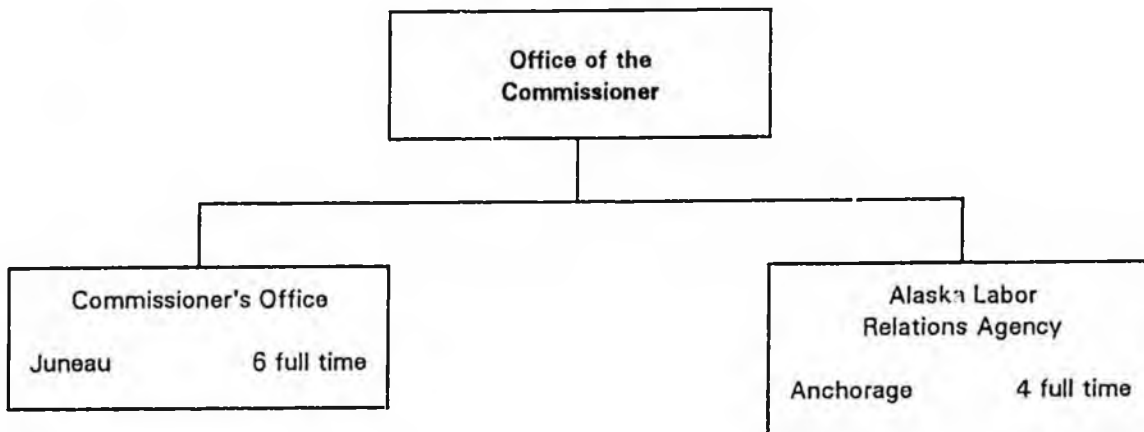 Office of the
Commissioner
Commissioner's Office
Juneau 6 full time
Alaska Labor
Relations Agency
Anchorage 4 full time